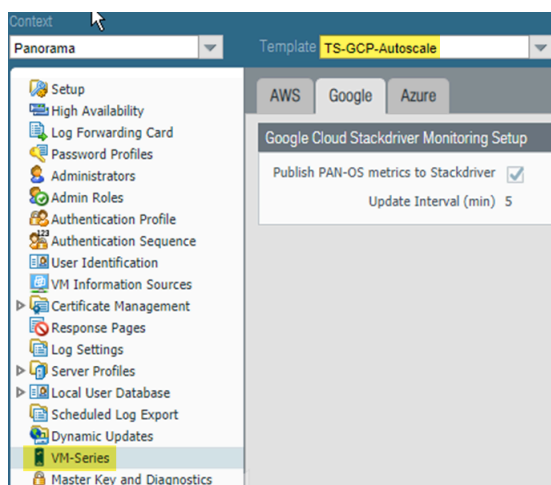 Context
Panorama
Template TS-GCP-Autoscale
Setup
High Availability
Log Forwarding Card
Password Profiles
Administrators
Admin Roles
Authentication Profile
123
Authentication Sequence
User Identification
VM Information Sources
Certificate Management
Response Pages
Log Settings
Server Profiles
Local User Database
Scheduled Log Export
Dynamic Updates
VM-Series
Master Key and Diagnostics
AWS Google Azure
Google Cloud Stackdriver Monitoring Setup
Publish PAN-OS metrics to Stackdriver
Update Interval (min) 5